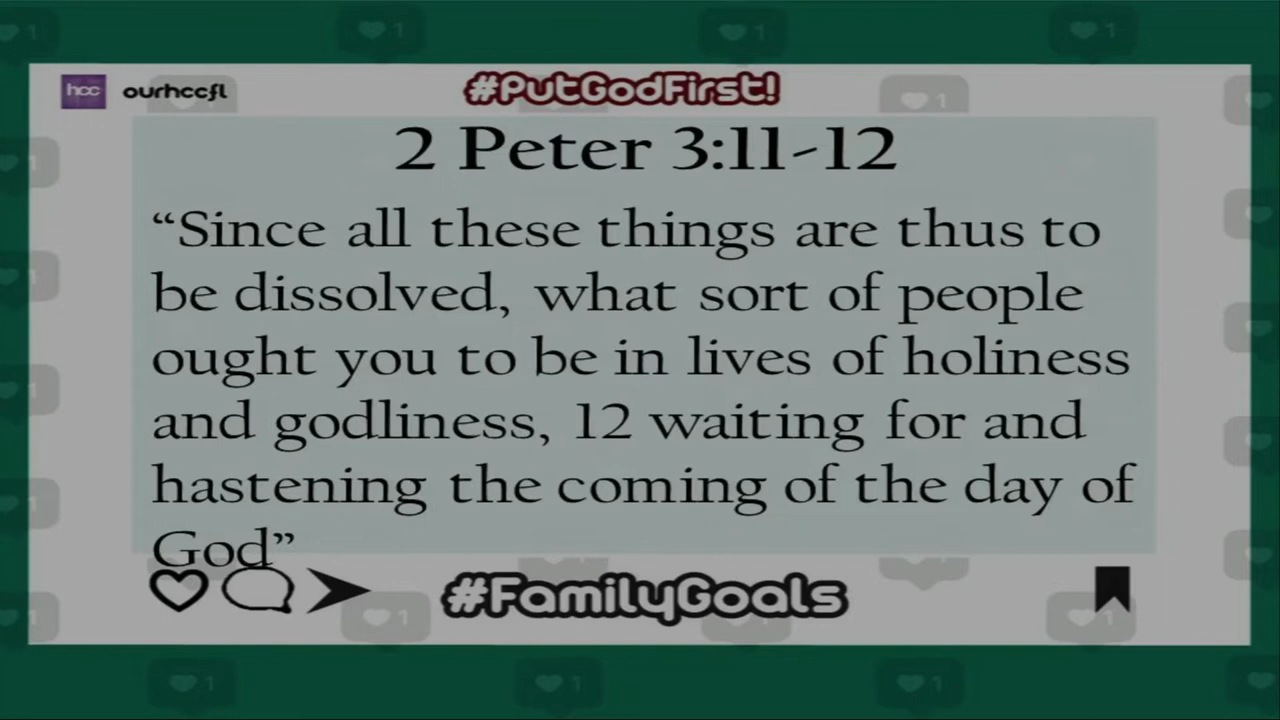 hcc ourhccfl #PutGodFirst!
2 Peter 3:11-12
“Since all these things are thus to
be dissolved, what sort of people
ought you to be in lives of holiness
and godliness, 12 waiting for and
hastening the coming of the day of
God”
#FamilyGoals